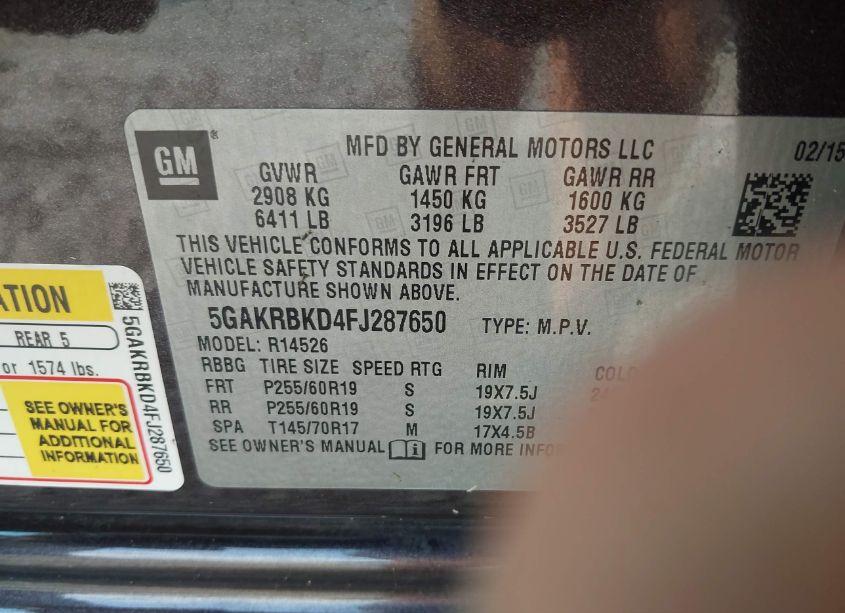 GM
MFD BY GENERAL MOTORS LLC 02/15
GVWR GAWR FRT GAWR RR
2908 KG 1450 KG 1600 KG
6411 LB 3196 LB 3527 LB
THIS VEHICLE CONFORMS TO ALL APPLICABLE U.S. FEDERAL MOTOR
VEHICLE SAFETY STANDARDS IN EFFECT ON THE DATE OF
MANUFACTURE SHOWN ABOVE.
5GAKRBKD4FJ287650 TYPE: M.P.V.
MODEL: R14526
RBBG TIRE SIZE SPEED RTG RIM
FRT P255/60R19 S 19X7.5J
RR P255/60R19 S 19X7.5J
SPA T145/70R17 M 17X4.5B
SEE OWNER'S MANUAL FOR MORE
REAR 5
or 1574 lbs.
SEE OWNER'S
MANUAL FOR
ADDITIONAL
INFORMATION
5GAKRBKD4FJ287650